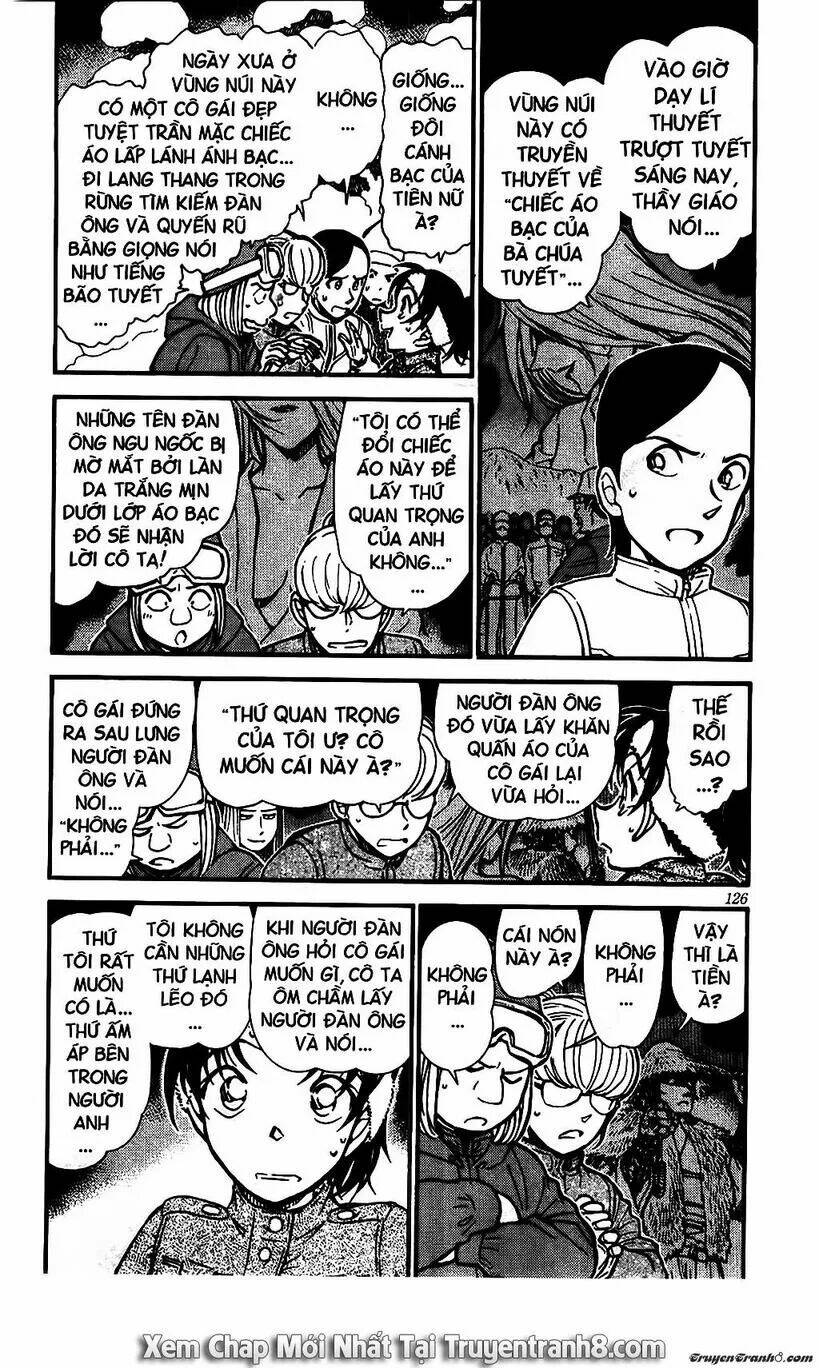 VÀO GIỜ
DẠY LÍ
THUYẾT
TRƯỢT TUYẾT
SÁNG NAY,
THẦY GIÁO
NÓI...
VÙNG NÚI
NÀY CÓ
TRUYỀN
THUYẾT VỀ
"CHIẾC ÁO
BẠC CỦA
BÀ CHÚA
TUYẾT"...
GIỐNG...
GIỐNG
ĐÔI
CÁNH
BẠC CỦA
TIÊN NỮ
À?
KHÔNG
...
NGÀY XƯA Ở
VÙNG NÚI NÀY
CÓ MỘT CÔ GÁI ĐẸP
TUYỆT TRẦN MẶC CHIẾC
ÁO LẤP LÁNH ÁNH BẠC...
ĐI LANG THANG TRONG
RỪNG TÌM KIẾM ĐÀN
ÔNG VÀ QUYẾN RŨ
BẰNG GIỌNG NÓI
NHƯ TIẾNG
BÃO TUYẾT
...
"TÔI CÓ THỂ
ĐỔI CHIẾC
ÁO NÀY ĐỂ
LẤY THỨ
QUAN TRỌNG
CỦA ANH
KHÔNG..."
...
NHỮNG TÊN ĐÀN
ÔNG NGU NGỐC BỊ
MỜ MẮT BỞI LÀN
DA TRẮNG MỊN
DƯỚI LỚP ÁO BẠC
ĐÓ SẼ NHẬN
LỜI CÔ TA!
THẾ
RỒI
SAO
...?
NGƯỜI ĐÀN ÔNG
ĐÓ VỪA LẤY KHĂN
QUẤN ÁO CỦA
CÔ GÁI LẠI
VỪA HỎI...
"THỨ QUAN TRỌNG
CỦA TÔI Ư? CÔ
MUỐN CÁI NÀY À?"
CÔ GÁI ĐỨNG
RA SAU LƯNG
NGƯỜI ĐÀN
ÔNG VÀ
NÓI...
"KHÔNG
PHẢI..."
126
VẬY
THÌ LÀ
TIỀN
À?
KHÔNG
PHẢI
...
CÁI NÓN
NÀY À?
KHÔNG
PHẢI
...
KHI NGƯỜI ĐÀN
ÔNG HỎI CÔ GÁI
MUỐN GÌ, CÔ TA
ÔM CHẦM LẤY
NGƯỜI ĐÀN ÔNG
VÀ NÓI...
TÔI KHÔNG
CẦN NHỮNG
THỨ LẠNH
LẼO ĐÓ
...
THỨ
TÔI RẤT
MUỐN
CÓ LÀ...
THỨ ẤM
ÁP BÊN
TRONG
NGƯỜI
ANH
...
Xem Chap Mới Nhất Tại Truyentranh8.com
TruyenTranh8.com